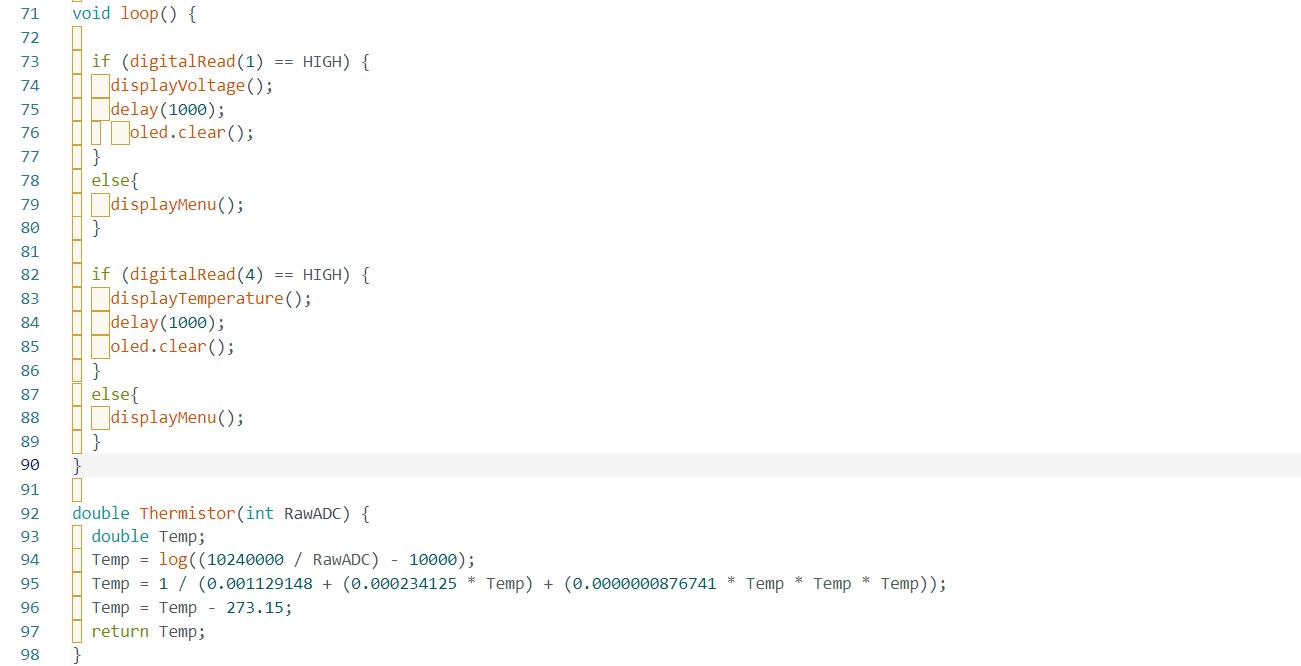 71 void loop() {
72
73 if (digitalRead(1) == HIGH) {
74 displayVoltage();
75 delay(1000);
76 oled.clear();
77 }
78 else{
79 displayMenu();
80 }
81
82 if (digitalRead(4) == HIGH) {
83 displayTemperature();
84 delay(1000);
85 oled.clear();
86 }
87 else{
88 displayMenu();
89 }
90 }
91
92 double Thermistor(int RawADC) {
93 double Temp;
94 Temp = log((10240000 / RawADC) - 10000);
95 Temp = 1 / (0.001129148 + (0.000234125 * Temp) + (0.0000000876741 * Temp * Temp * Temp));
96 Temp = Temp - 273.15;
97 return Temp;
98 }